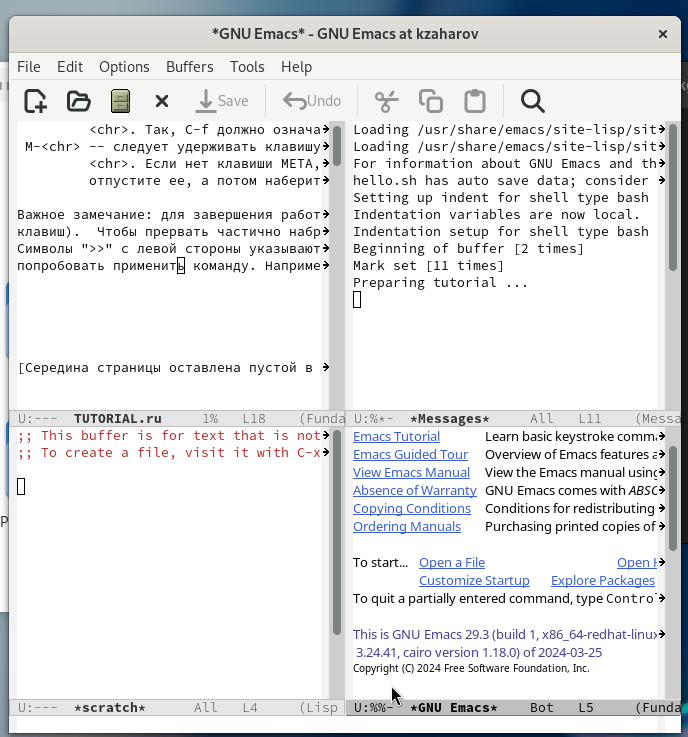 *GNU Emacs* - GNU Emacs at kzaharov
File Edit Options Buffers Tools Help
Save Undo
<chr>. Так, C-f должно означа
M-<chr> -- следует удерживать клавишу
<chr>. Если нет клавиши META,
отпустите ее, а потом наберит
Важное замечание: для завершения работ
клавиш). Чтобы прервать частично набр
Символы ">>" с левой стороны указывают
попробовать применить команду. Наприме
[Середина страницы оставлена пустой в
U:--- TUTORIAL.ru 1% L18 (Funda
Loading /usr/share/emacs/site-lisp/sit
Loading /usr/share/emacs/site-lisp/sit
For information about GNU Emacs and th
hello.sh has auto save data; consider
Setting up indent for shell type bash
Indentation variables are now local.
Indentation setup for shell type bash
Beginning of buffer [2 times]
Mark set [11 times]
Preparing tutorial ...
U:%*- *Messages* All L11 (Messa
;; This buffer is for text that is not
;; To create a file, visit it with C-x
U:--- *scratch* All L4 (Lisp
Emacs Tutorial Learn basic keystroke comma
Emacs Guided Tour Overview of Emacs features a
View Emacs Manual View the Emacs manual using
Absence of Warranty GNU Emacs comes with ABSO
Copying Conditions Conditions for redistributing
Ordering Manuals Purchasing printed copies of
To start... Open a File Open H
Customize Startup Explore Packages
To quit a partially entered command, type Control
This is GNU Emacs 29.3 (build 1, x86_64-redhat-linux
3.24.41, cairo version 1.18.0) of 2024-03-25
Copyright (C) 2024 Free Software Foundation, Inc.
U:%%- *GNU Emacs* Bot L5 (Funda